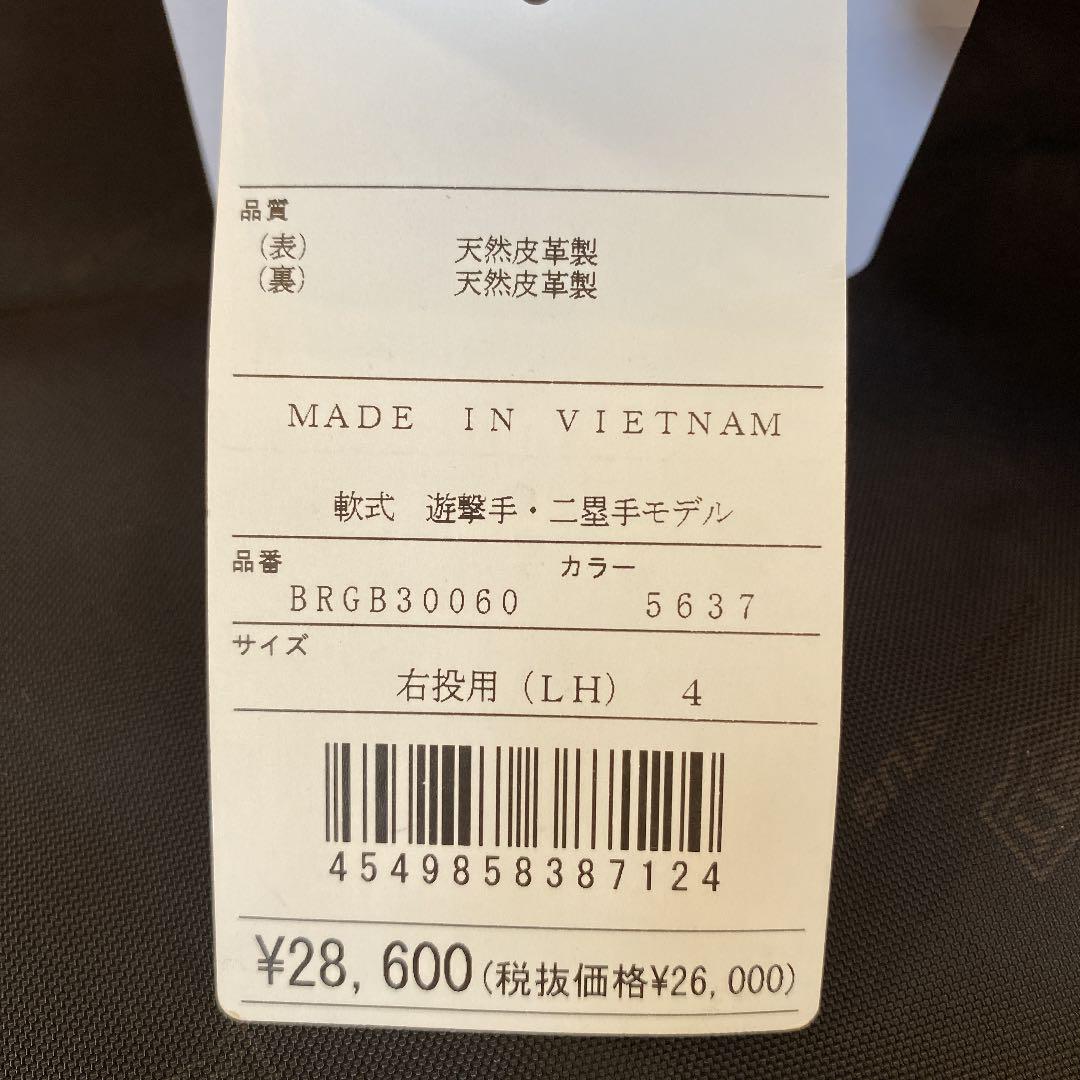 品質
(表) 天然皮革製
(裏) 天然皮革製
MADE IN VIETNAM
軟式 遊撃手・二塁手モデル
品番 カラー
BRGB30060 5637
サイズ
右投用(LH) 4
4549858387124
¥28,600(税抜価格¥26,000)